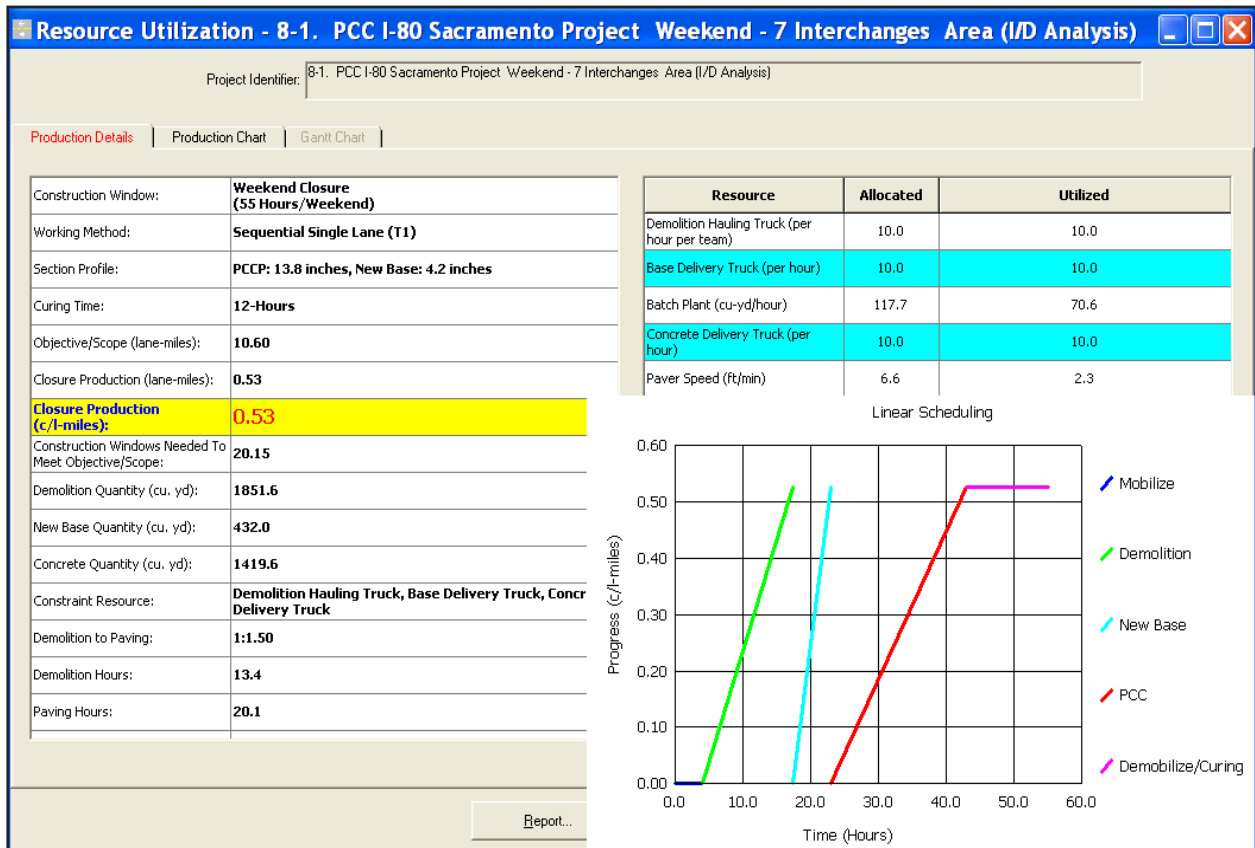 Resource Utilization - 8-1. PCC I-80 Sacramento Project Weekend - 7 Interchanges Area (I/D Analysis)
Project Identifier: 8-1. PCC I-80 Sacramento Project Weekend - 7 Interchanges Area (I/D Analysis)
Production Details Production Chart Gantt Chart
Construction Window: Weekend Closure
(55 Hours/Weekend)
Working Method: Sequential Single Lane (T1)
Section Profile: PCCP: 13.8 inches, New Base: 4.2 inches
Curing Time: 12-Hours
Objective/Scope (lane-miles): 10.60
Closure Production (lane-miles): 0.53
Closure Production
(c/l-miles): 0.53
Construction Windows Needed To
Meet Objective/Scope: 20.15
Demolition Quantity (cu. yd): 1851.6
New Base Quantity (cu. yd): 432.0
Concrete Quantity (cu. yd): 1419.6
Constraint Resource: Demolition Hauling Truck, Base Delivery Truck, Concr
Delivery Truck
Demolition to Paving: 1:1.50
Demolition Hours: 13.4
Paving Hours: 20.1
Report...
Resource Allocated Utilized
Demolition Hauling Truck (per
hour per team) 10.0 10.0
Base Delivery Truck (per hour) 10.0 10.0
Batch Plant (cu-yd/hour) 117.7 70.6
Concrete Delivery Truck (per
hour) 10.0 10.0
Paver Speed (ft/min) 6.6 2.3
Linear Scheduling
Progress (c/l-miles)
0.60
0.50
0.40
0.30
0.20
0.10
0.00
0.0 10.0 20.0 30.0 40.0 50.0 60.0
Time (Hours)
Mobilize
Demolition
New Base
PCC
Demobilize/Curing